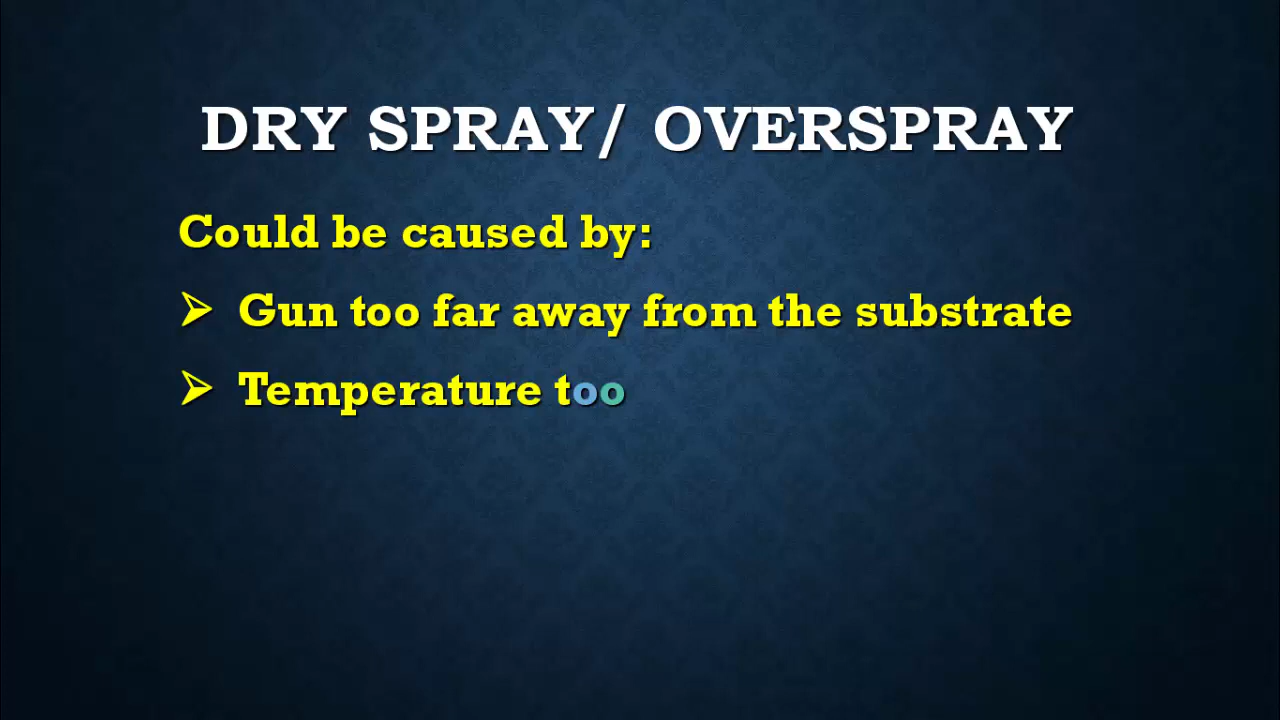 DRY SPRAY/ OVERSPRAY
Could be caused by:
Gun too far away from the substrate
Temperature too